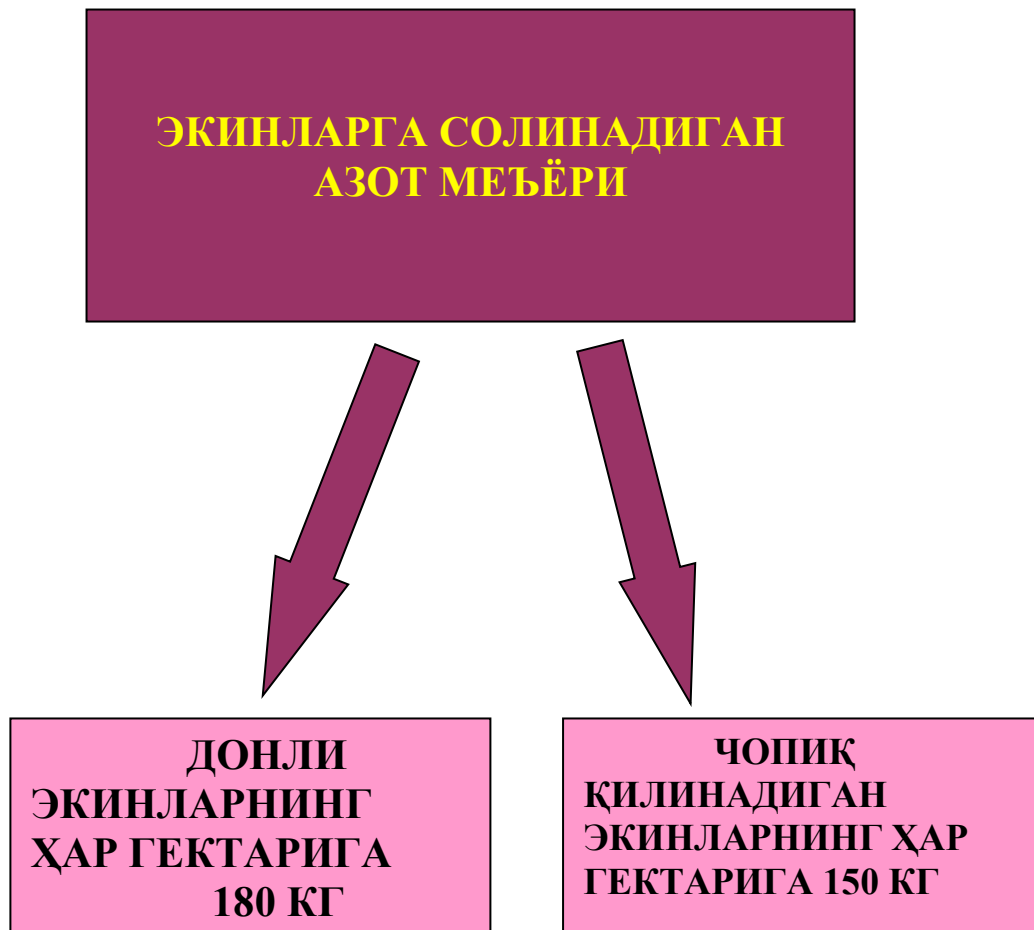 ЭКИНЛАРГА СОЛИНАДИГАН
АЗОТ МЕЪЁРИ
ДОНЛИ
ЭКИНЛАРНИНГ
ҲАР ГЕКТАРИГА
180 КГ
ЧОПИҚ
ҚИЛИНАДИГАН
ЭКИНЛАРНИНГ ҲАР
ГЕКТАРИГА 150 КГ